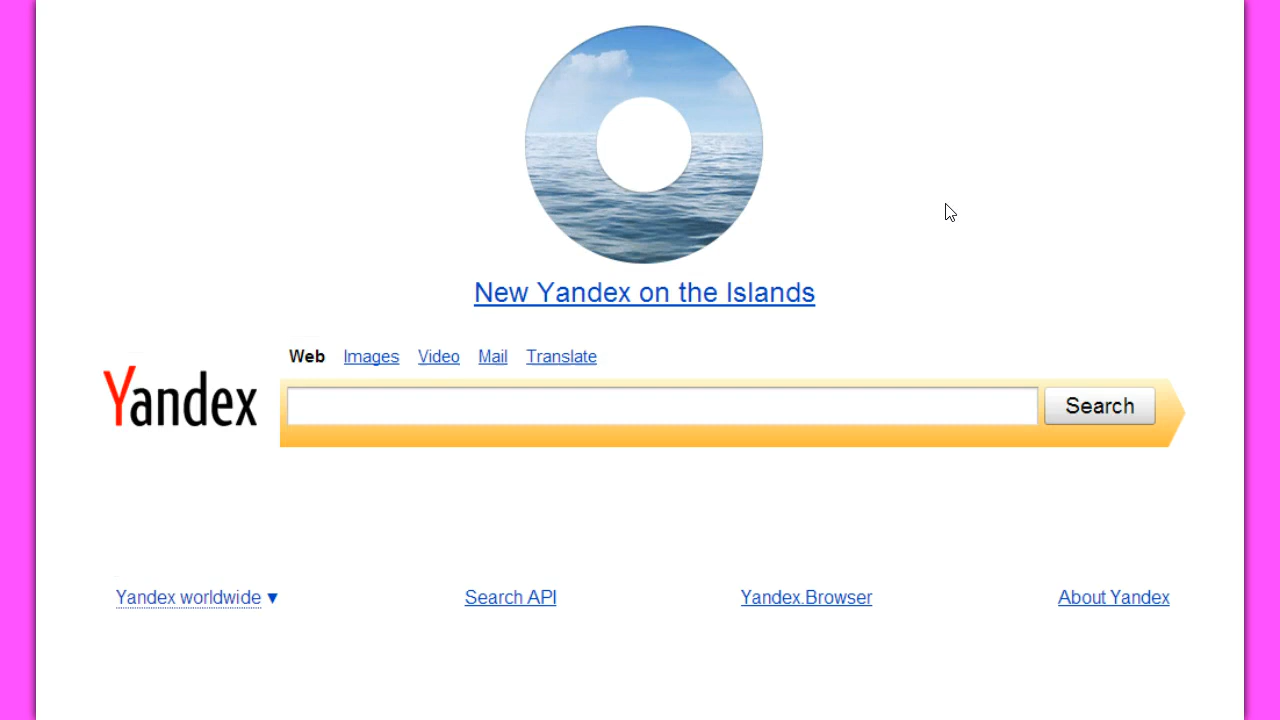 New Yandex on the Islands
Web Images Video Mail Translate
Yandex
Search
Yandex worldwide ▼ Search API Yandex.Browser About Yandex